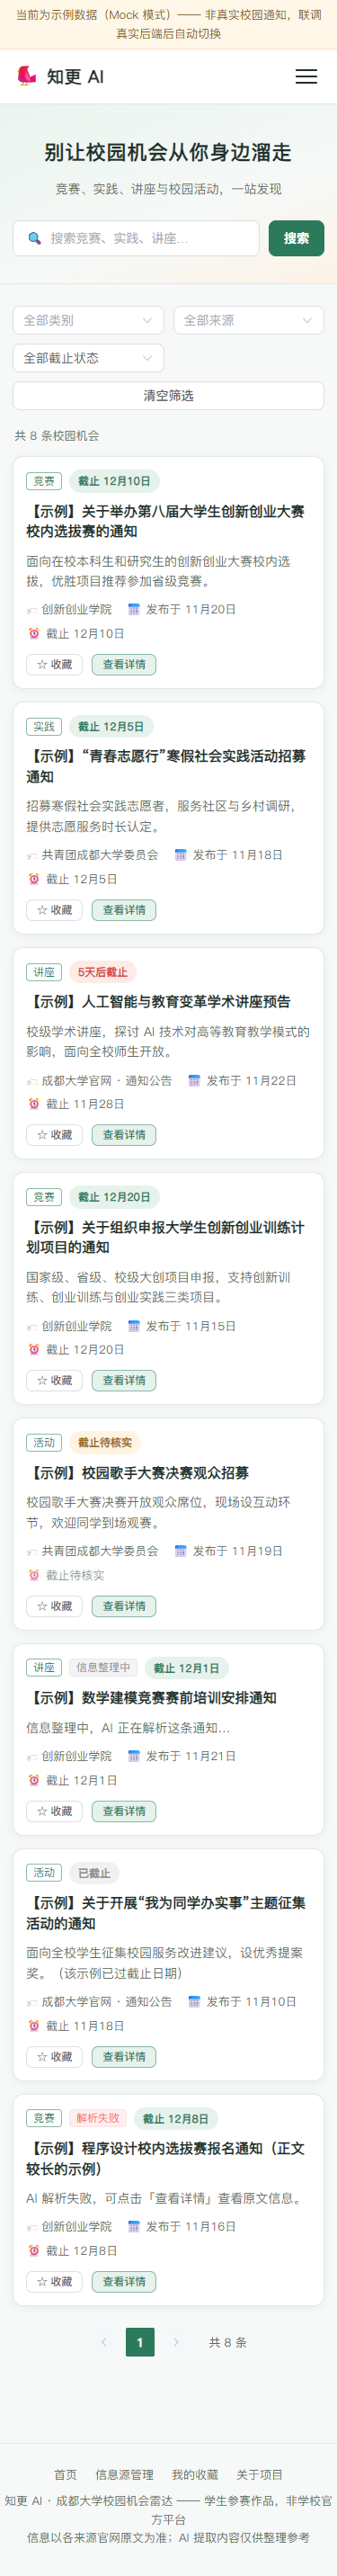 当前为示例数据（Mock 模式）—— 非真实校园通知，联调
真实后端后自动切换
知更 AI
别让校园机会从你身边溜走
竞赛、实践、讲座与校园活动，一站发现
搜索竞赛、实践、讲座...
搜索
全部类别
全部来源
全部截止状态
清空筛选
共 8 条校园机会
竞赛 截止 12月10日
【示例】关于举办第八届大学生创新创业大赛
校内选拔赛的通知
面向在校本科生和研究生的创新创业大赛校内选
拔，优胜项目推荐参加省级竞赛。
创新创业学院 发布于 11月20日
截止 12月10日
☆ 收藏 查看详情
实践 截止 12月5日
【示例】“青春志愿行”寒假社会实践活动招募
通知
招募寒假社会实践志愿者，服务社区与乡村调研，
提供志愿服务时长认定。
共青团成都大学委员会 发布于 11月18日
截止 12月5日
☆ 收藏 查看详情
讲座 5天后截止
【示例】人工智能与教育变革学术讲座预告
校级学术讲座，探讨 AI 技术对高等教育教学模式的
影响，面向全校师生开放。
成都大学官网 · 通知公告 发布于 11月22日
截止 11月28日
☆ 收藏 查看详情
竞赛 截止 12月20日
【示例】关于组织申报大学生创新创业训练计
划项目的通知
国家级、省级、校级大创项目申报，支持创新训
练、创业训练与创业实践三类项目。
创新创业学院 发布于 11月15日
截止 12月20日
☆ 收藏 查看详情
活动 截止待核实
【示例】校园歌手大赛决赛观众招募
校园歌手大赛决赛开放观众席位，现场设互动环
节，欢迎同学到场观赛。
共青团成都大学委员会 发布于 11月19日
截止待核实
☆ 收藏 查看详情
讲座 信息整理中 截止 12月1日
【示例】数学建模竞赛赛前培训安排通知
信息整理中，AI 正在解析这条通知...
创新创业学院 发布于 11月21日
截止 12月1日
☆ 收藏 查看详情
活动 已截止
【示例】关于开展“我为同学办实事”主题征集
活动的通知
面向全校学生征集校园服务改进建议，设优秀提案
奖。（该示例已过截止日期）
成都大学官网 · 通知公告 发布于 11月10日
截止 11月18日
☆ 收藏 查看详情
竞赛 解析失败 截止 12月8日
【示例】程序设计校内选拔赛报名通知（正文
较长的示例）
AI 解析失败，可点击「查看详情」查看原文信息。
创新创业学院 发布于 11月16日
截止 12月8日
☆ 收藏 查看详情
1 共 8 条
首页 信息源管理 我的收藏 关于项目
知更 AI · 成都大学校园机会雷达 —— 学生参赛作品，非学校官
方平台
信息以各来源官网原文为准；AI 提取内容仅供整理参考